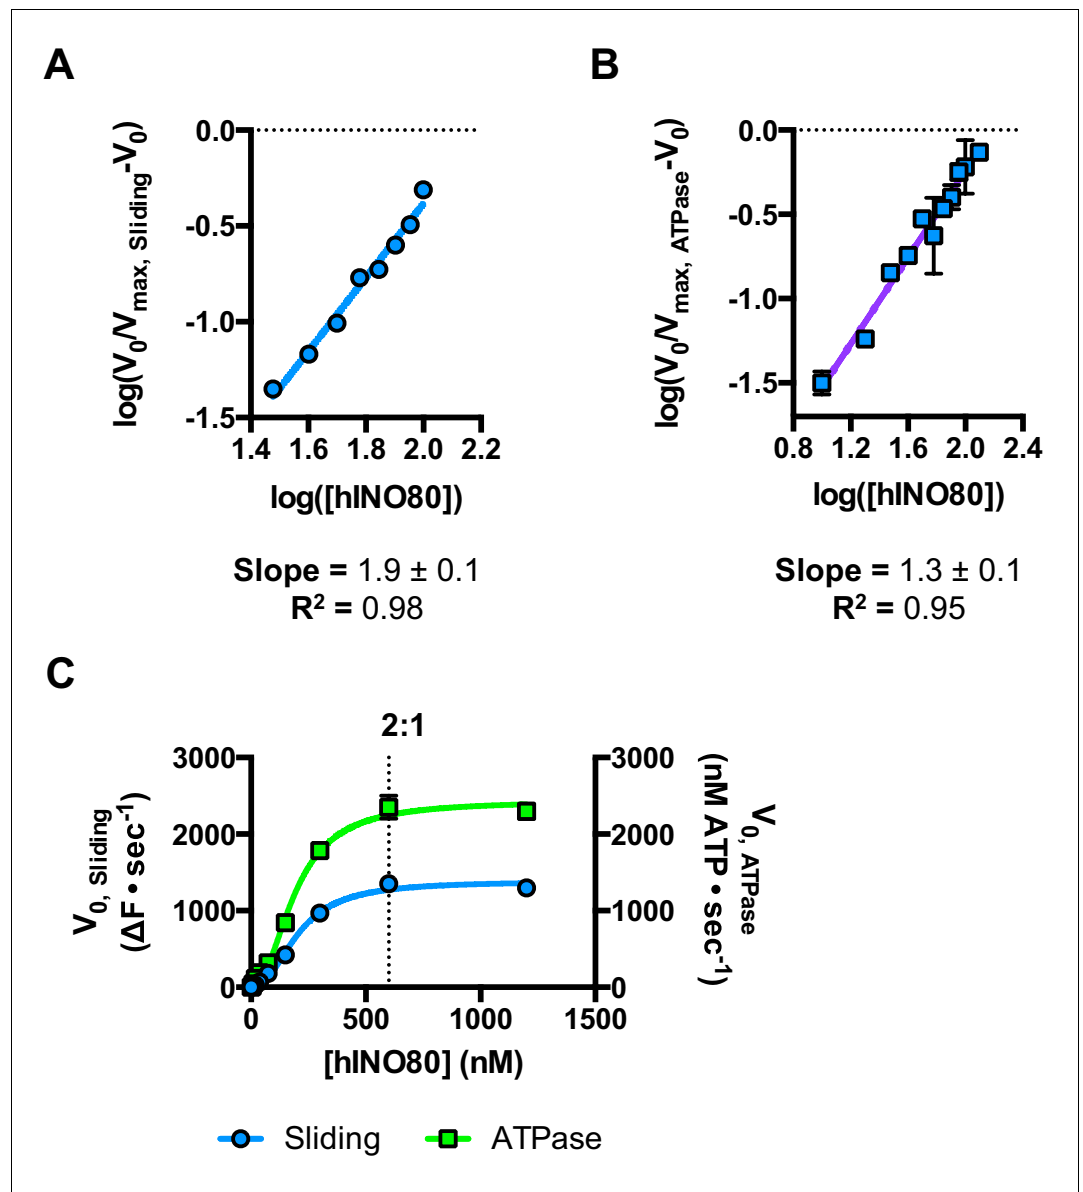 A
B
log(V0/Vmax, Sliding-V0)
0.0
-0.5
-1.0
-1.5
1.4 1.6 1.8 2.0 2.2
log([hINO80])
Slope = 1.9 ± 0.1
R² = 0.98
log(V0/Vmax, ATPase-V0)
0.0
-0.5
-1.0
-1.5
0.8 1.2 1.6 2.0 2.4
log([hINO80])
Slope = 1.3 ± 0.1
R² = 0.95
C
2:1
V0, Sliding
(ΔF•sec⁻¹)
3000
2000
1000
0
0 500 1000 1500
[hINO80] (nM)
3000
2000
1000
0
V0, ATPase
(nM ATP•sec⁻¹)
Sliding ATPase